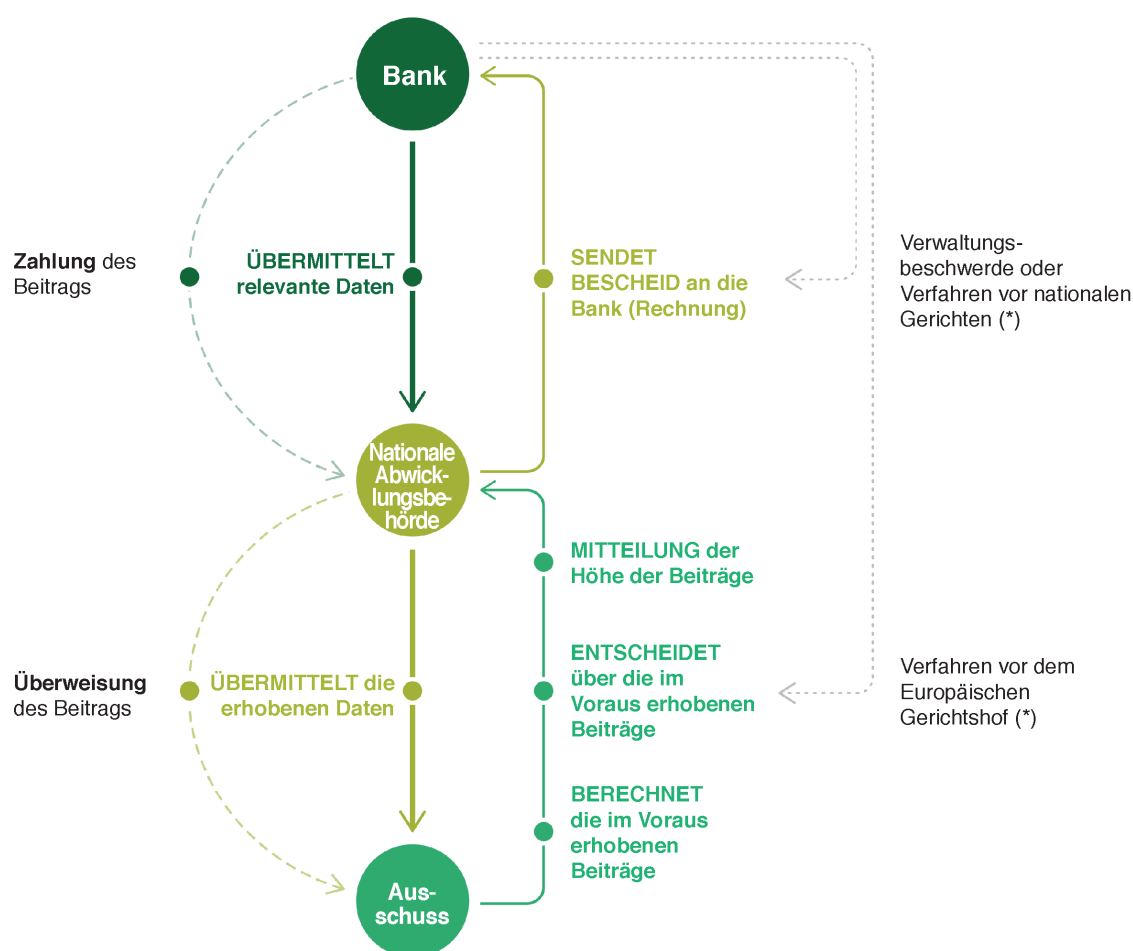 Bank
Zahlung des
Beitrags
ÜBERMITTELT
relevante Daten
SENDET
BESCHEID an die
Bank (Rechnung)
Verwaltungs-
beschwerde oder
Verfahren vor nationalen
Gerichten (*)
Nationale
Abwick-
lungsbe-
hörde
MITTEILUNG der
Höhe der Beiträge
Überweisung
des Beitrags
ÜBERMITTELT die
erhobenen Daten
ENTSCHEIDET
über die im
Voraus erhobenen
Beiträge
Verfahren vor dem
Europäischen
Gerichtshof (*)
BERECHNET
die im Voraus
erhobenen
Beiträge
Aus-
schuss